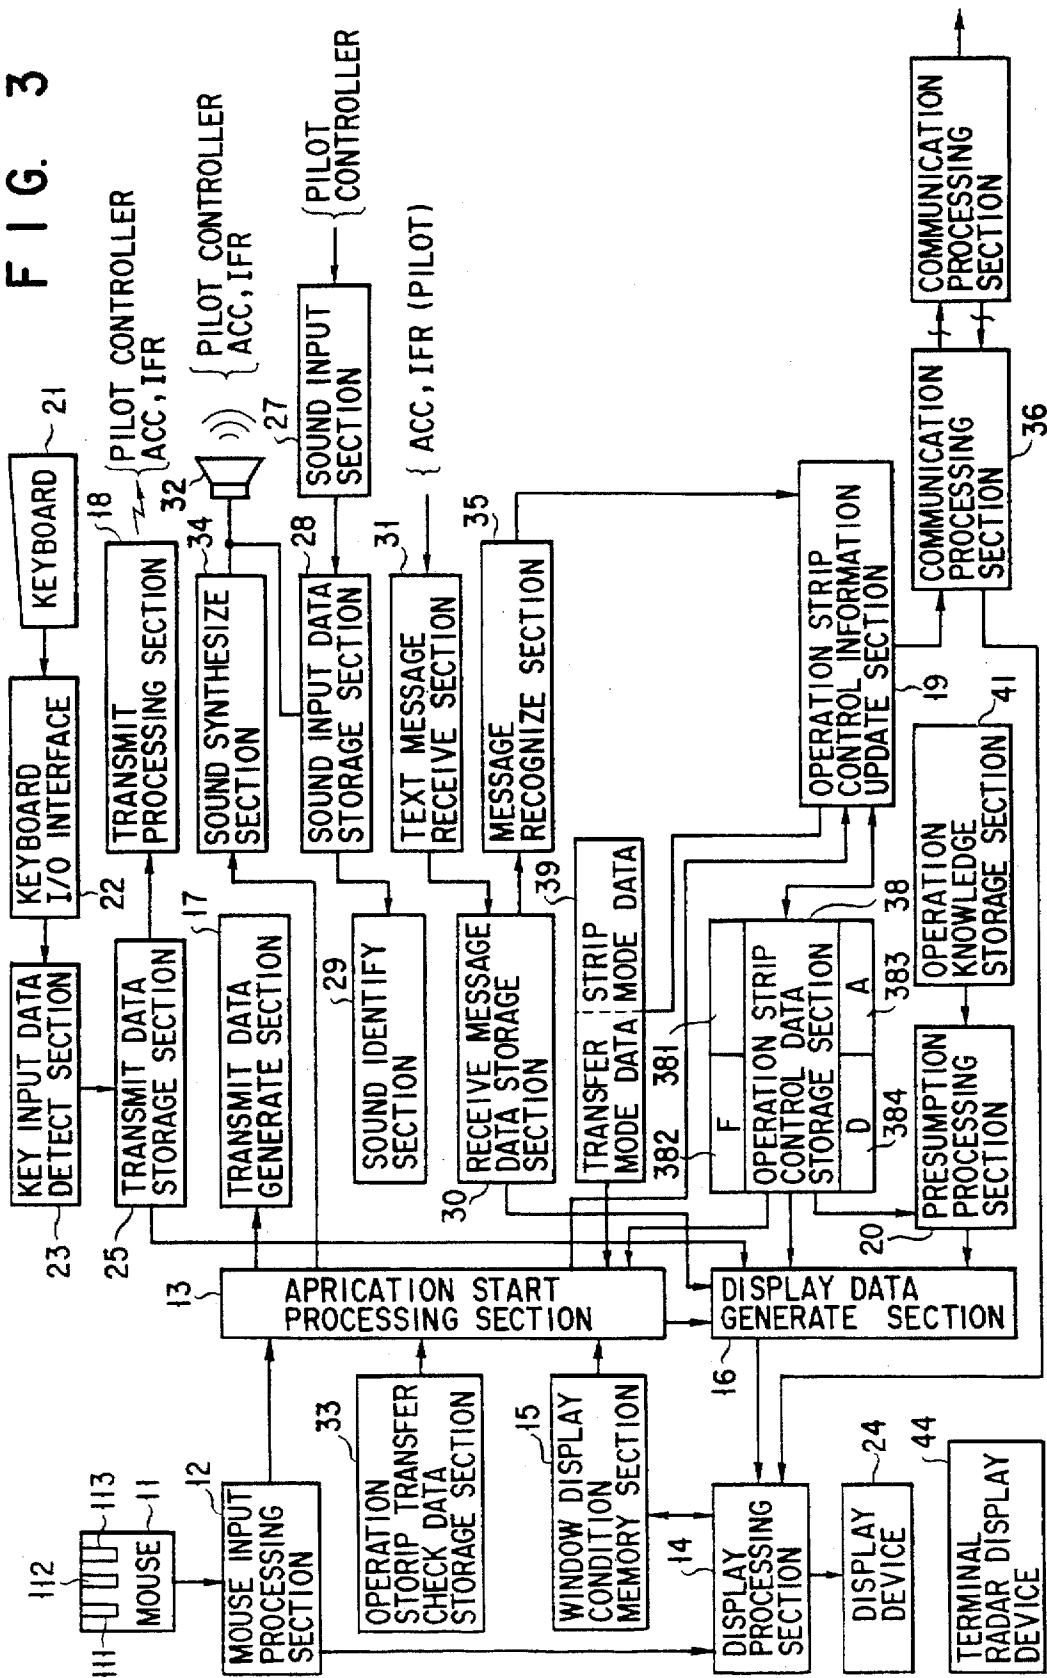 FIG. 3
KEYBOARD
21
KEYBOARD
I/O INTERFACE
22
KEY INPUT DATA
DETECT SECTION
23
TRANSMIT DATA
STORAGE SECTION
25
TRANSMIT
PROCESSING SECTION
18
PILOT CONTROLLER
ACC, IFR
TRANSMIT DATA
GENERATE SECTION
17
SOUND SYNTHESIZE
SECTION
34
32
PILOT CONTROLLER
ACC, IFR
SOUND INPUT
SECTION
27
PILOT
CONTROLLER
SOUND INPUT DATA
STORAGE SECTION
28
SOUND IDENTIFY
SECTION
29
TEXT MESSAGE
RECEIVE SECTION
31
ACC, IFR (PILOT)
RECEIVE MESSAGE
DATA STORAGE
SECTION
30
MESSAGE
RECOGNIZE SECTION
35
TRANSFER STRIP
MODE DATA MODE DATA
39
111
112
113
MOUSE
11
MOUSE INPUT
PROCESSING
SECTION
12
APRICATION START
PROCESSING SECTION
13
OPERATION
STORIP TRANSFER
CHECK DATA
STORAGE SECTION
33
WINDOW DISPLAY
CONDITION
MEMORY SECTION
15
DISPLAY
PROCESSING
SECTION
14
DISPLAY DATA
GENERATE SECTION
16
DISPLAY
DEVICE
24
TERMINAL
RADAR DISPLAY
DEVICE
44
F
382
381
OPERATION STRIP
CONTROL DATA
STORAGE SECTION
38
D
A
384
383
PRESUMPTION
PROCESSING
SECTION
20
OPERATION
KNOWLEDGE
STORAGE SECTION
41
OPERATION STRIP
CONTROL INFORMATION
UPDATE SECTION
19
COMMUNICATION
PROCESSING
SECTION
36
COMMUNICATION
PROCESSING
SECTION